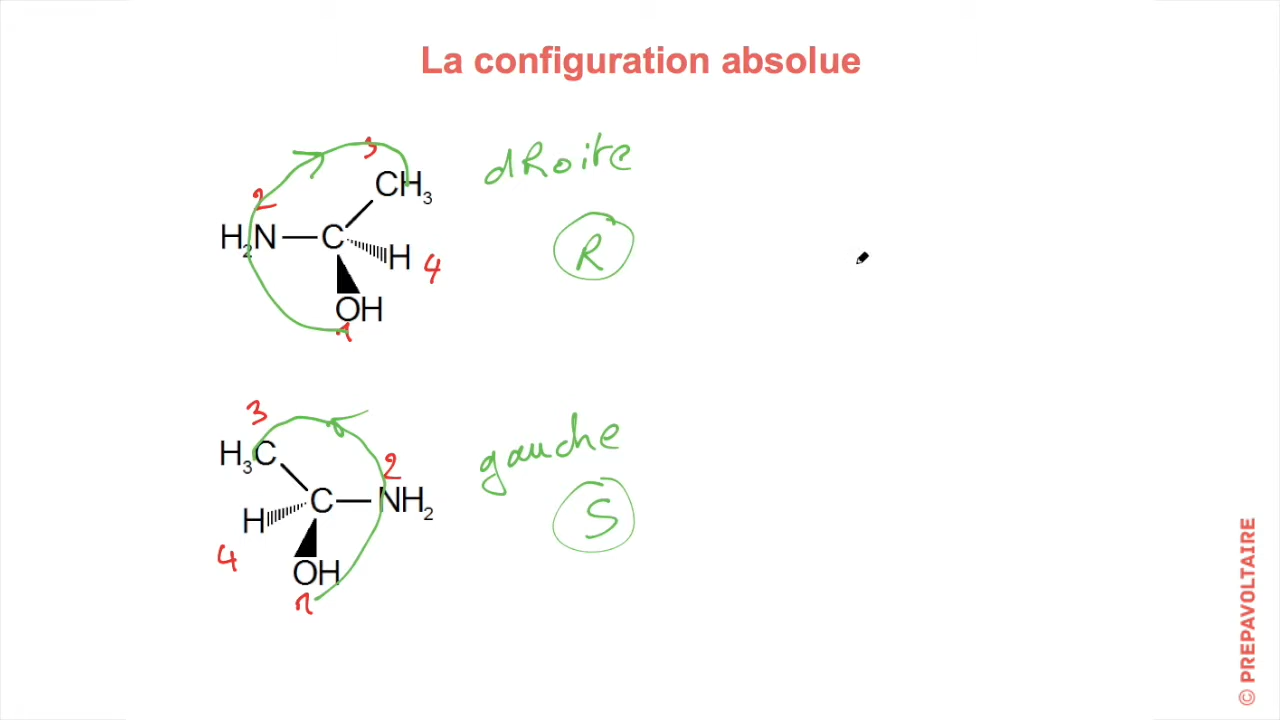 La configuration absolue
3
CH3
droite
2
H2N C H 4
R
OH
1
3
H3C
gauche
2
C NH2
H
S
4
OH
1
© PREPAVOLTAIRE